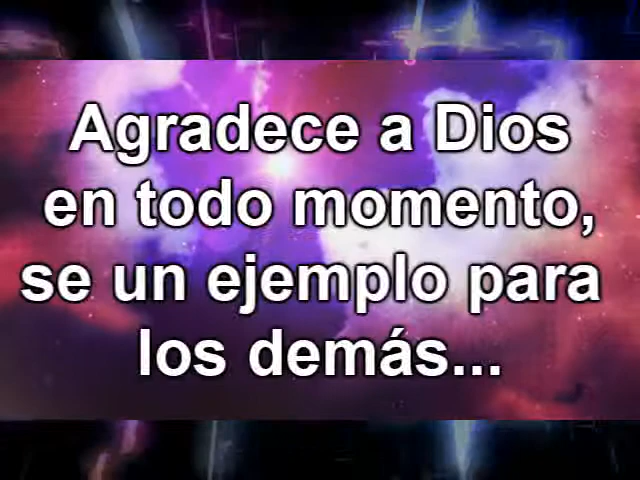 Agradece a Dios
en todo momento,
se un ejemplo para
los demás...